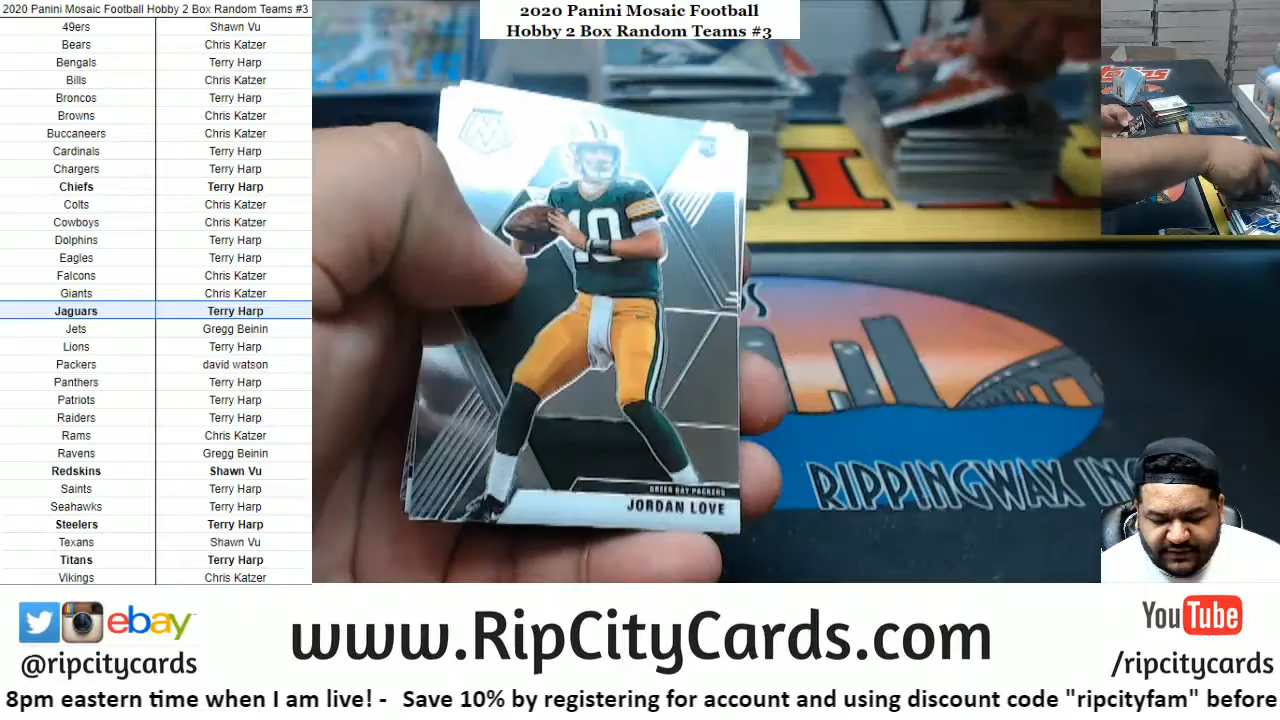 2020 Panini Mosaic Football Hobby 2 Box Random Teams #3
49ers Shawn Vu
Bears Chris Katzer
Bengals Terry Harp
Bills Chris Katzer
Broncos Terry Harp
Browns Chris Katzer
Buccaneers Chris Katzer
Cardinals Terry Harp
Chargers Terry Harp
Chiefs Terry Harp
Colts Chris Katzer
Cowboys Chris Katzer
Dolphins Terry Harp
Eagles Terry Harp
Falcons Chris Katzer
Giants Chris Katzer
Jaguars Terry Harp
Jets Gregg Beinin
Lions Terry Harp
Packers david watson
Panthers Terry Harp
Patriots Terry Harp
Raiders Terry Harp
Rams Chris Katzer
Ravens Gregg Beinin
Redskins Shawn Vu
Saints Terry Harp
Seahawks Terry Harp
Steelers Terry Harp
Texans Shawn Vu
Titans Terry Harp
Vikings Chris Katzer
2020 Panini Mosaic Football
Hobby 2 Box Random Teams #3
10
GREEN BAY PACKERS
JORDAN LOVE
RIPPINGWAX IN
topps
ebay
@ripcitycards
www.RipCityCards.com
YouTube
/ripcitycards
8pm eastern time when I am live! - Save 10% by registering for account and using discount code "ripcityfam" before